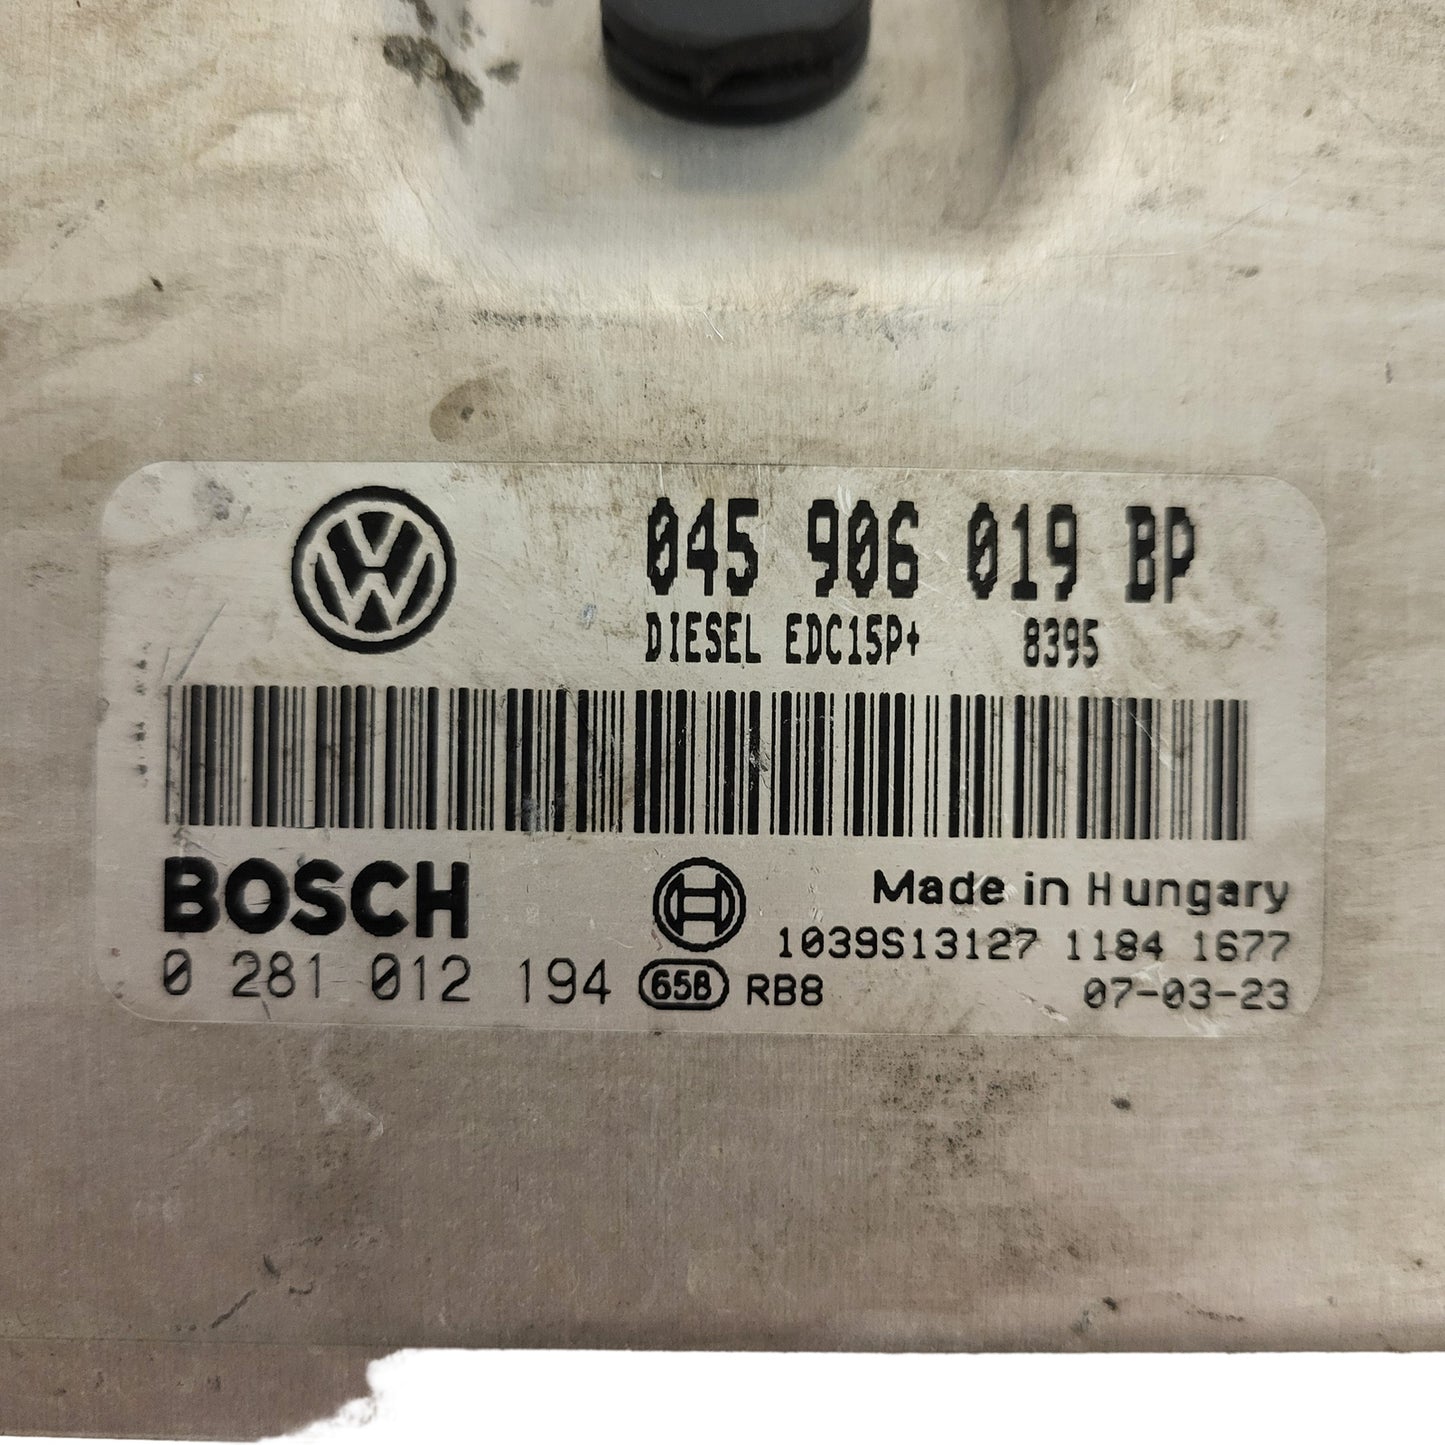 045 906 019 BP
DIESEL EDC15P+ 8395
BOSCH
Made in Hungary
1039S13127 1184 1677
0 281 012 194 65B RB8 07-03-23